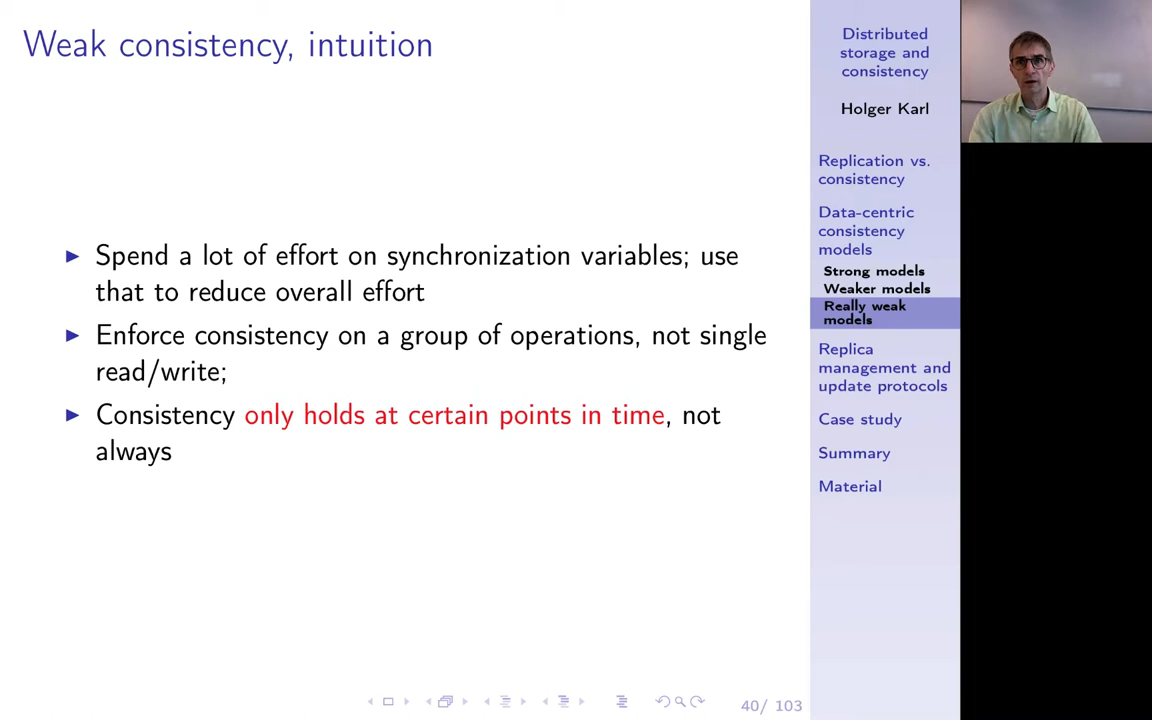 Weak consistency, intuition
Spend a lot of effort on synchronization variables; use
that to reduce overall effort
Enforce consistency on a group of operations, not single
read/write;
Consistency only holds at certain points in time, not
always
Distributed
storage and
consistency
Holger Karl
Replication vs.
consistency
Data-centric
consistency
models
Strong models
Weaker models
Really weak
models
Replica
management and
update protocols
Case study
Summary
Material
40/ 103